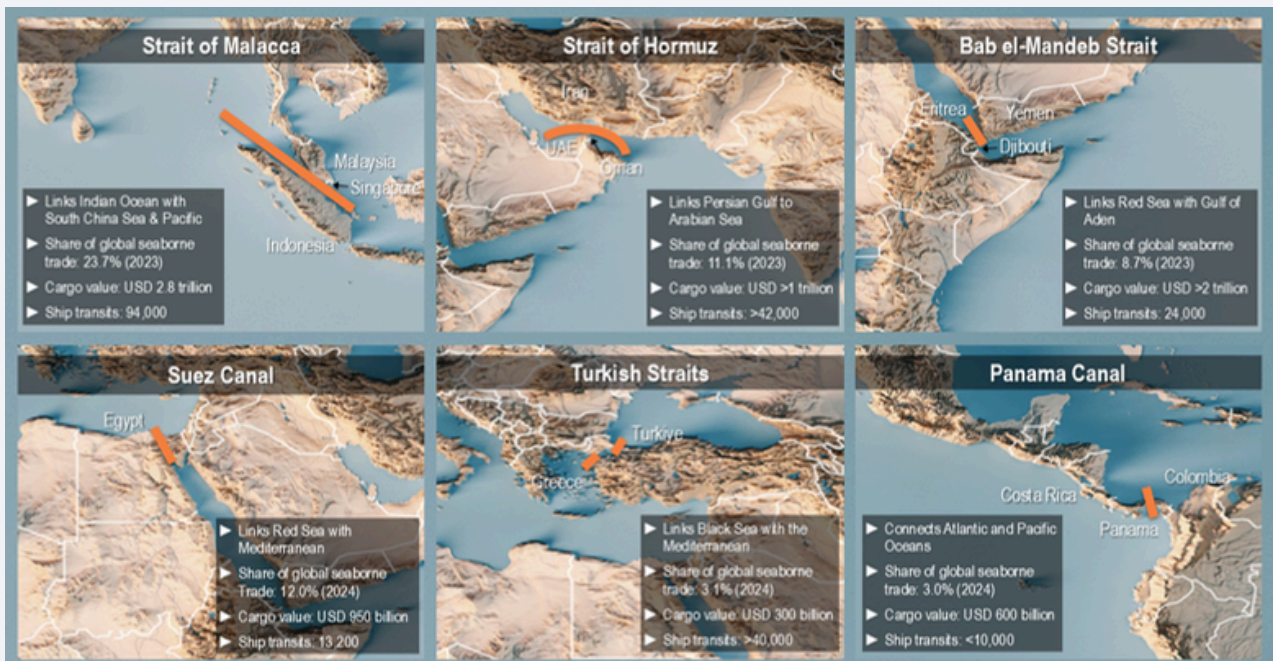 Strait of Malacca
Malaysia
Singapore
Indonesia
► Links Indian Ocean with
South China Sea & Pacific
► Share of global seaborne
trade: 23.7% (2023)
► Cargo value: USD 2.8 trillion
► Ship transits: 94,000
Strait of Hormuz
Iran
UAE
Oman
► Links Persian Gulf to
Arabian Sea
► Share of global seaborne
trade: 11.1% (2023)
► Cargo value: USD >1 trillion
► Ship transits: >42,000
Bab el-Mandeb Strait
Eritrea
Yemen
Djibouti
► Links Red Sea with Gulf of
Aden
► Share of global seaborne
trade: 8.7% (2023)
► Cargo value: USD >2 trillion
► Ship transits: 24,000
Suez Canal
Egypt
► Links Red Sea with
Mediterranean
► Share of global seaborne
Trade: 12.0% (2024)
► Cargo value: USD 950 billion
► Ship transits: 13,200
Turkish Straits
Turkiye
Greece
► Links Black Sea with the
Mediterranean
► Share of global seaborne
trade: 3.1% (2024)
► Cargo value: USD 300 billion
► Ship transits: >40,000
Panama Canal
Colombia
Costa Rica
Panama
► Connects Atlantic and Pacific
Oceans
► Share of global seaborne
trade: 3.0% (2024)
► Cargo value: USD 600 billion
► Ship transits: <10,000